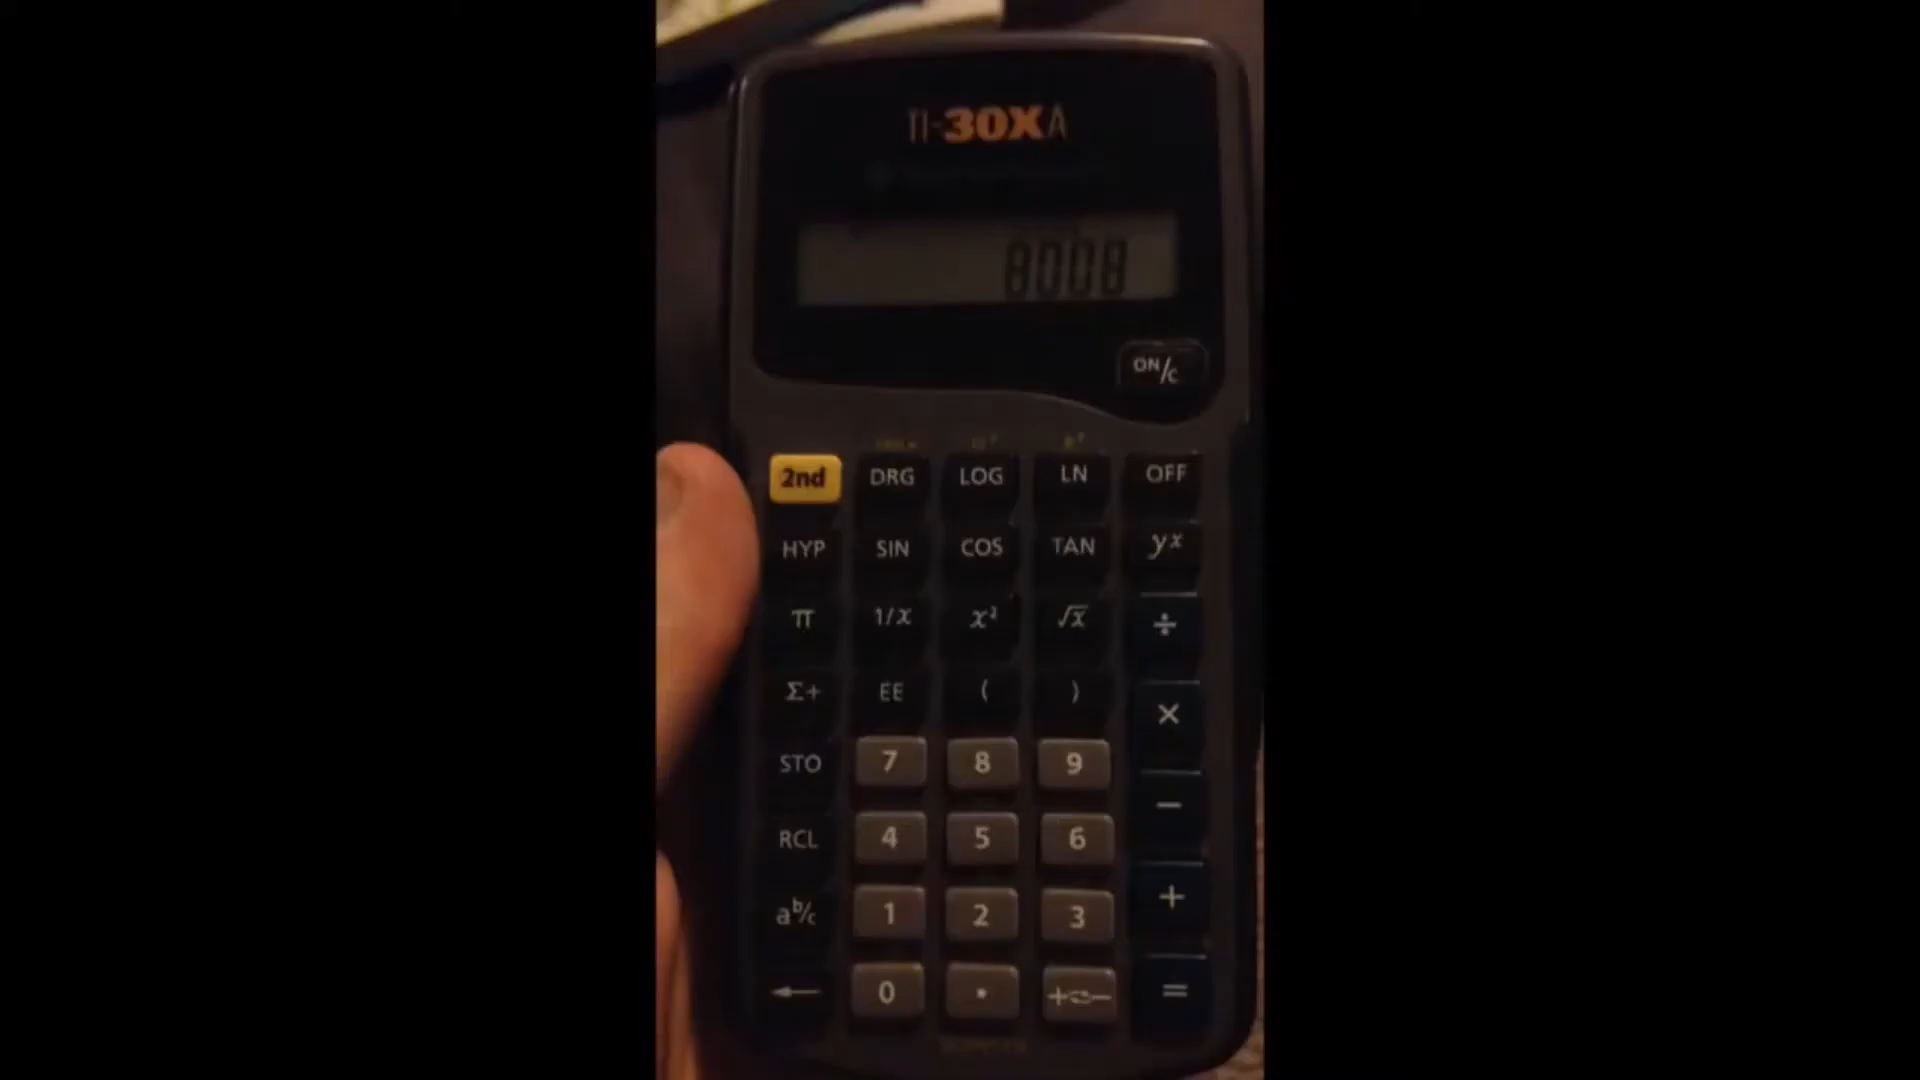 TI-30XA
8008
ON/C
2nd DRG LOG LN OFF
HYP SIN COS TAN yˣ
π 1/x x² √x ÷
Σ+ EE ( ) ×
STO 7 8 9 −
RCL 4 5 6 +
a b/c 1 2 3
← 0 . +⇆− =